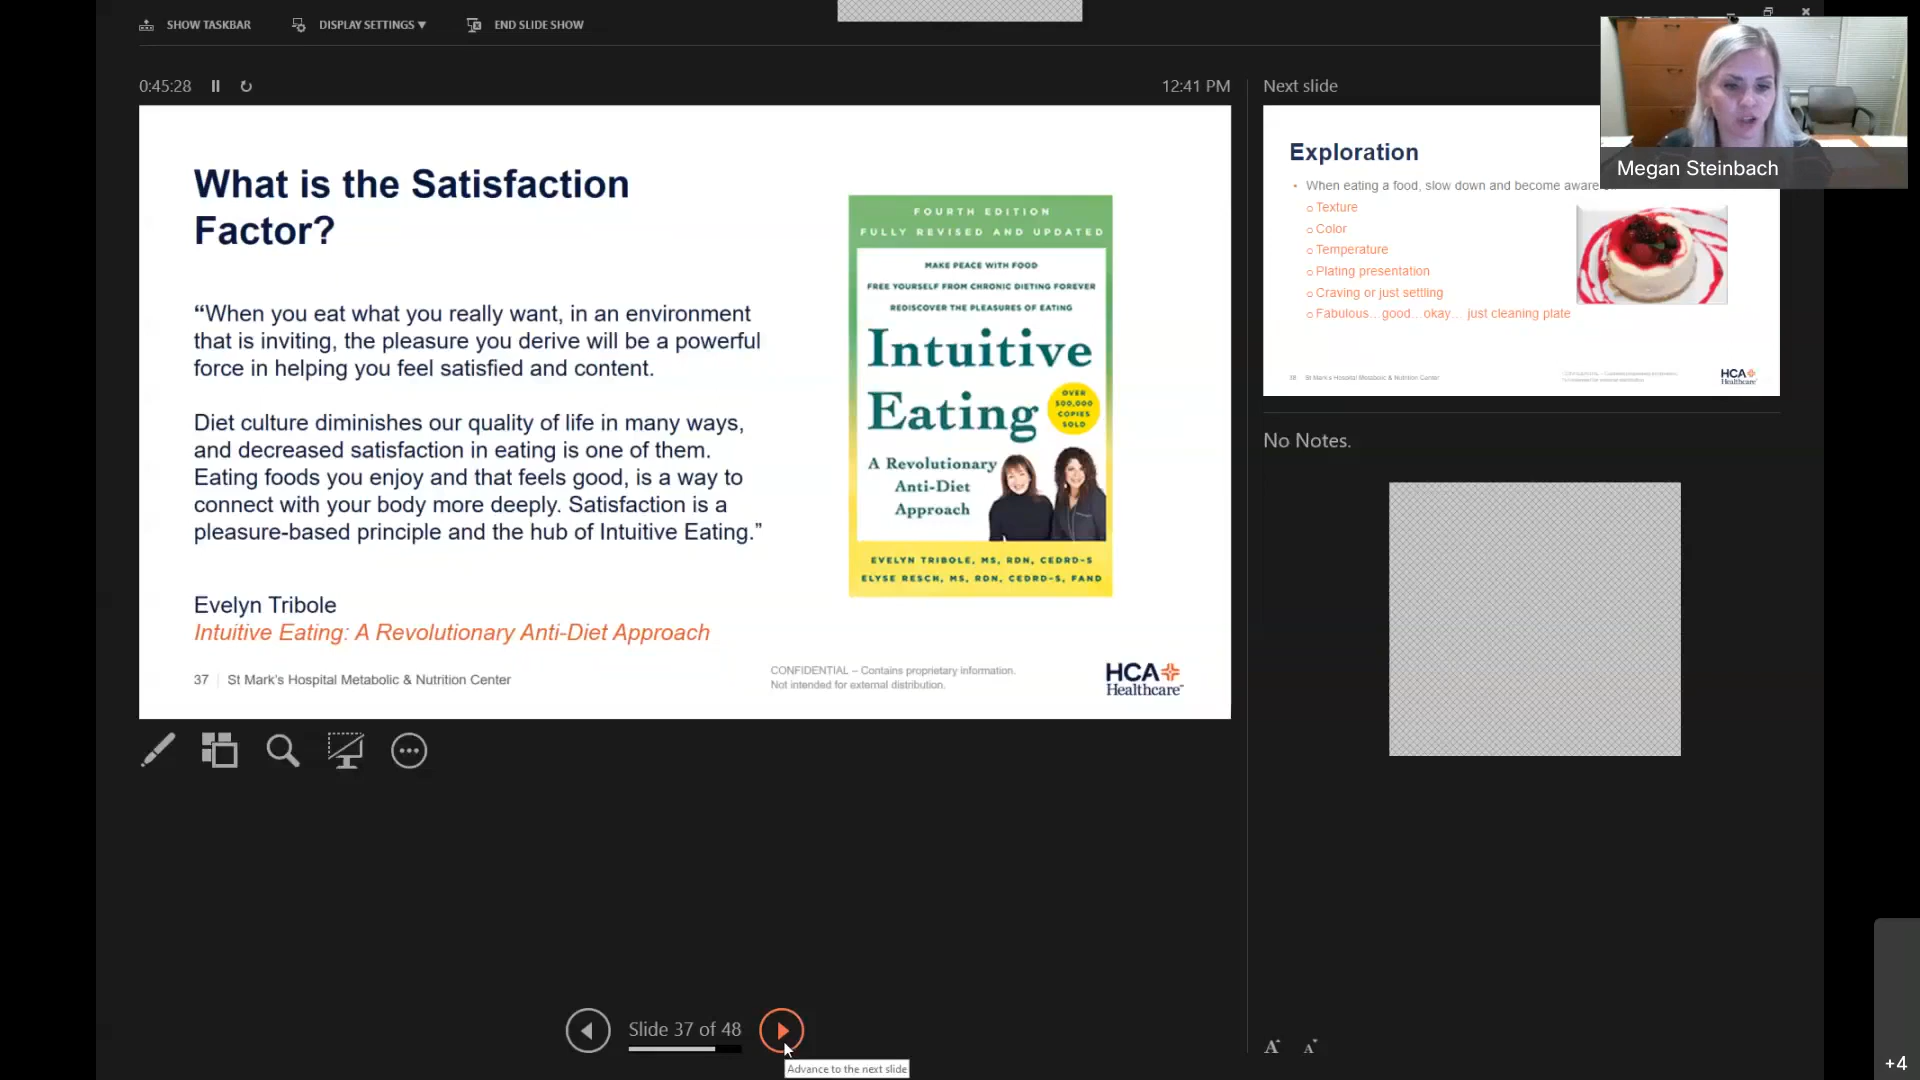 SHOW TASKBAR
DISPLAY SETTINGS ▼
END SLIDE SHOW
0:45:28
12:41 PM
What is the Satisfaction
Factor?
“When you eat what you really want, in an environment
that is inviting, the pleasure you derive will be a powerful
force in helping you feel satisfied and content.
Diet culture diminishes our quality of life in many ways,
and decreased satisfaction in eating is one of them.
Eating foods you enjoy and that feels good, is a way to
connect with your body more deeply. Satisfaction is a
pleasure-based principle and the hub of Intuitive Eating.”
Evelyn Tribole
Intuitive Eating: A Revolutionary Anti-Diet Approach
37 | St Mark's Hospital Metabolic & Nutrition Center
CONFIDENTIAL – Contains proprietary information.
Not intended for external distribution.
HCA
Healthcare™
FOURTH EDITION
FULLY REVISED AND UPDATED
MAKE PEACE WITH FOOD
FREE YOURSELF FROM CHRONIC DIETING FOREVER
REDISCOVER THE PLEASURES OF EATING
Intuitive
Eating
OVER
500,000
COPIES
SOLD
A Revolutionary
Anti-Diet
Approach
EVELYN TRIBOLE, MS, RDN, CEDRD-S
ELYSE RESCH, MS, RDN, CEDRD-S, FAND
Next slide
Exploration
• When eating a food, slow down and become aware
o Texture
o Color
o Temperature
o Plating presentation
o Craving or just settling
o Fabulous…good…okay… just cleaning plate
38 St Mark's Hospital Metabolic & Nutrition Center
HCA
Healthcare
Megan Steinbach
No Notes.
Slide 37 of 48
Advance to the next slide
A A
+4